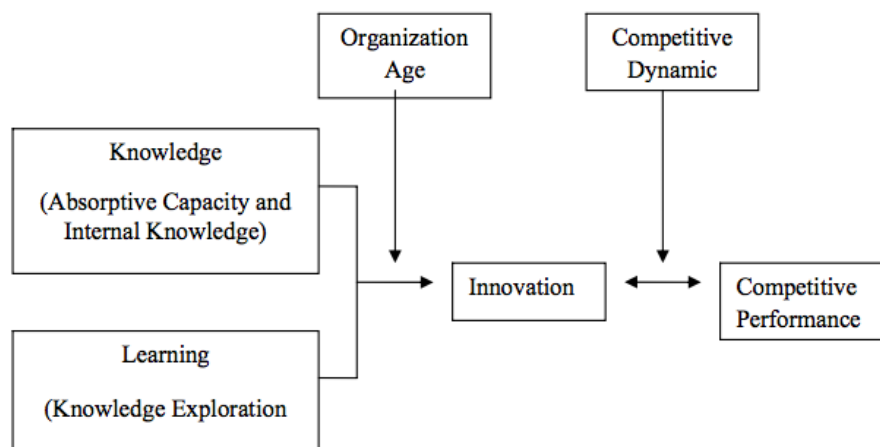 Organization
Age
Competitive
Dynamic
Knowledge
(Absorptive Capacity and
Internal Knowledge)
Innovation
Competitive
Performance
Learning
(Knowledge Exploration